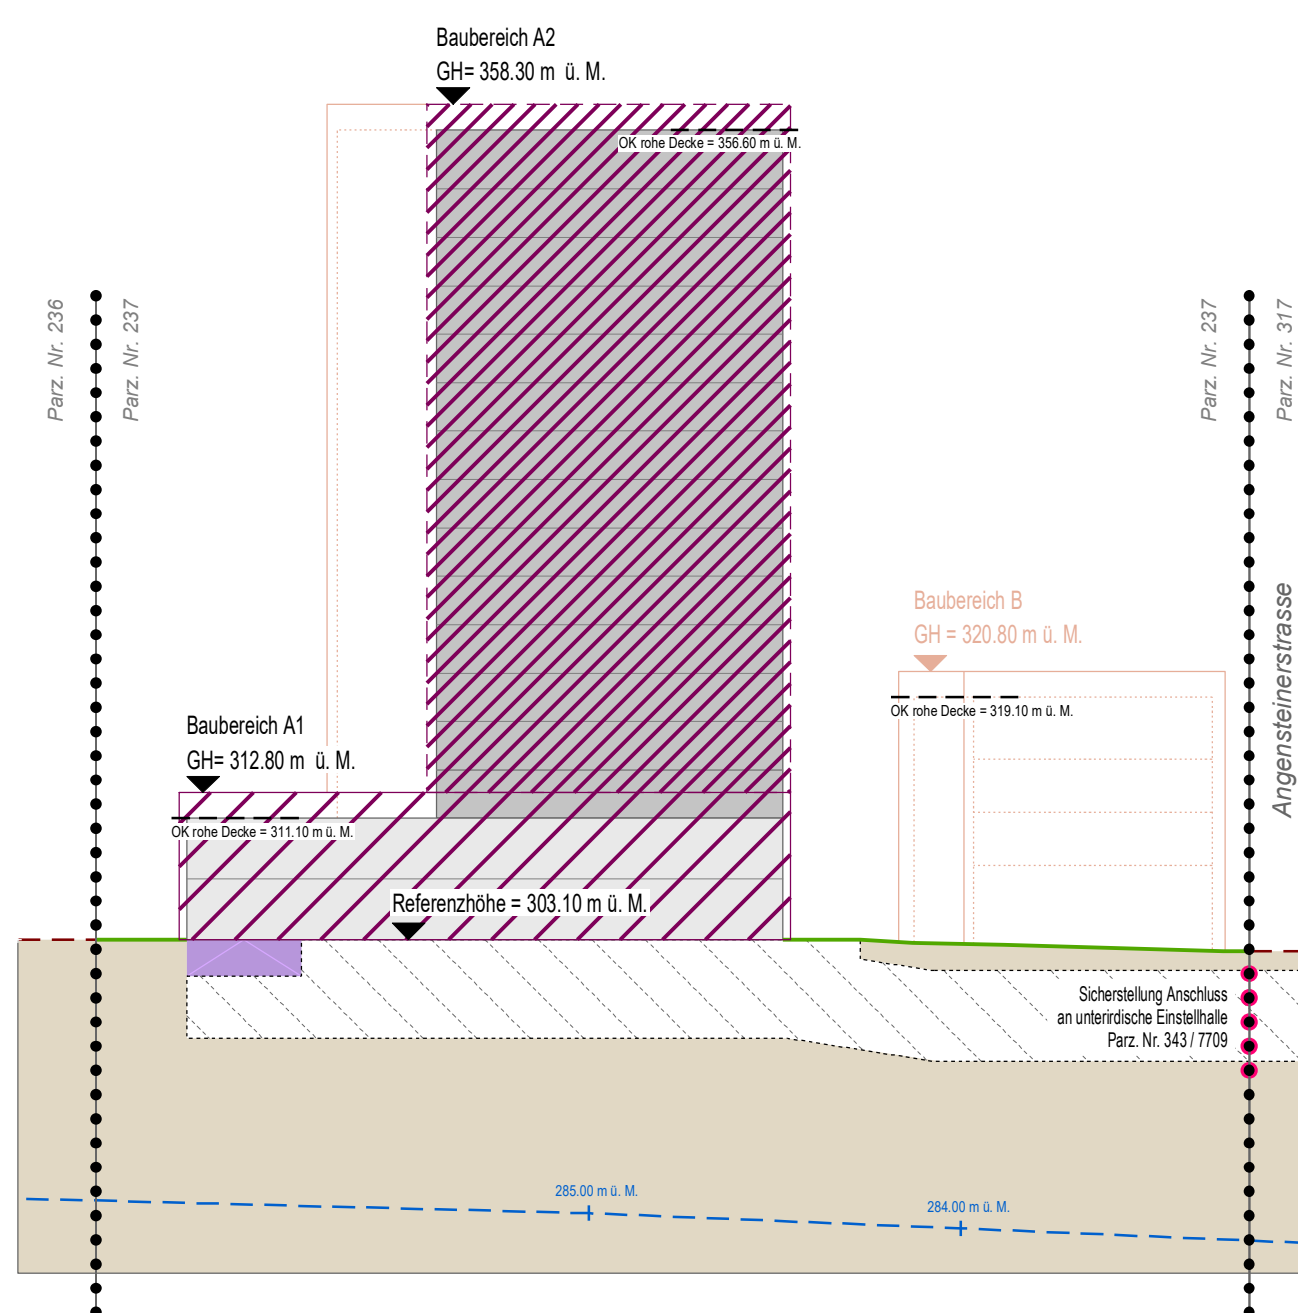 Baubereich A2
GH= 358.30 m ü. M.
OK rohe Decke = 356.60 m ü. M.
Parz. Nr. 236
Parz. Nr. 237
Parz. Nr. 237
Parz. Nr. 317
Baubereich B
GH = 320.80 m ü. M.
OK rohe Decke = 319.10 m ü. M.
Angensteinerstrasse
Baubereich A1
GH= 312.80 m ü. M.
OK rohe Decke = 311.10 m ü. M.
Referenzhöhe = 303.10 m ü. M.
Sicherstellung Anschluss
an unterirdische Einstellhalle
Parz. Nr. 343 / 7709
285.00 m ü. M.
284.00 m ü. M.